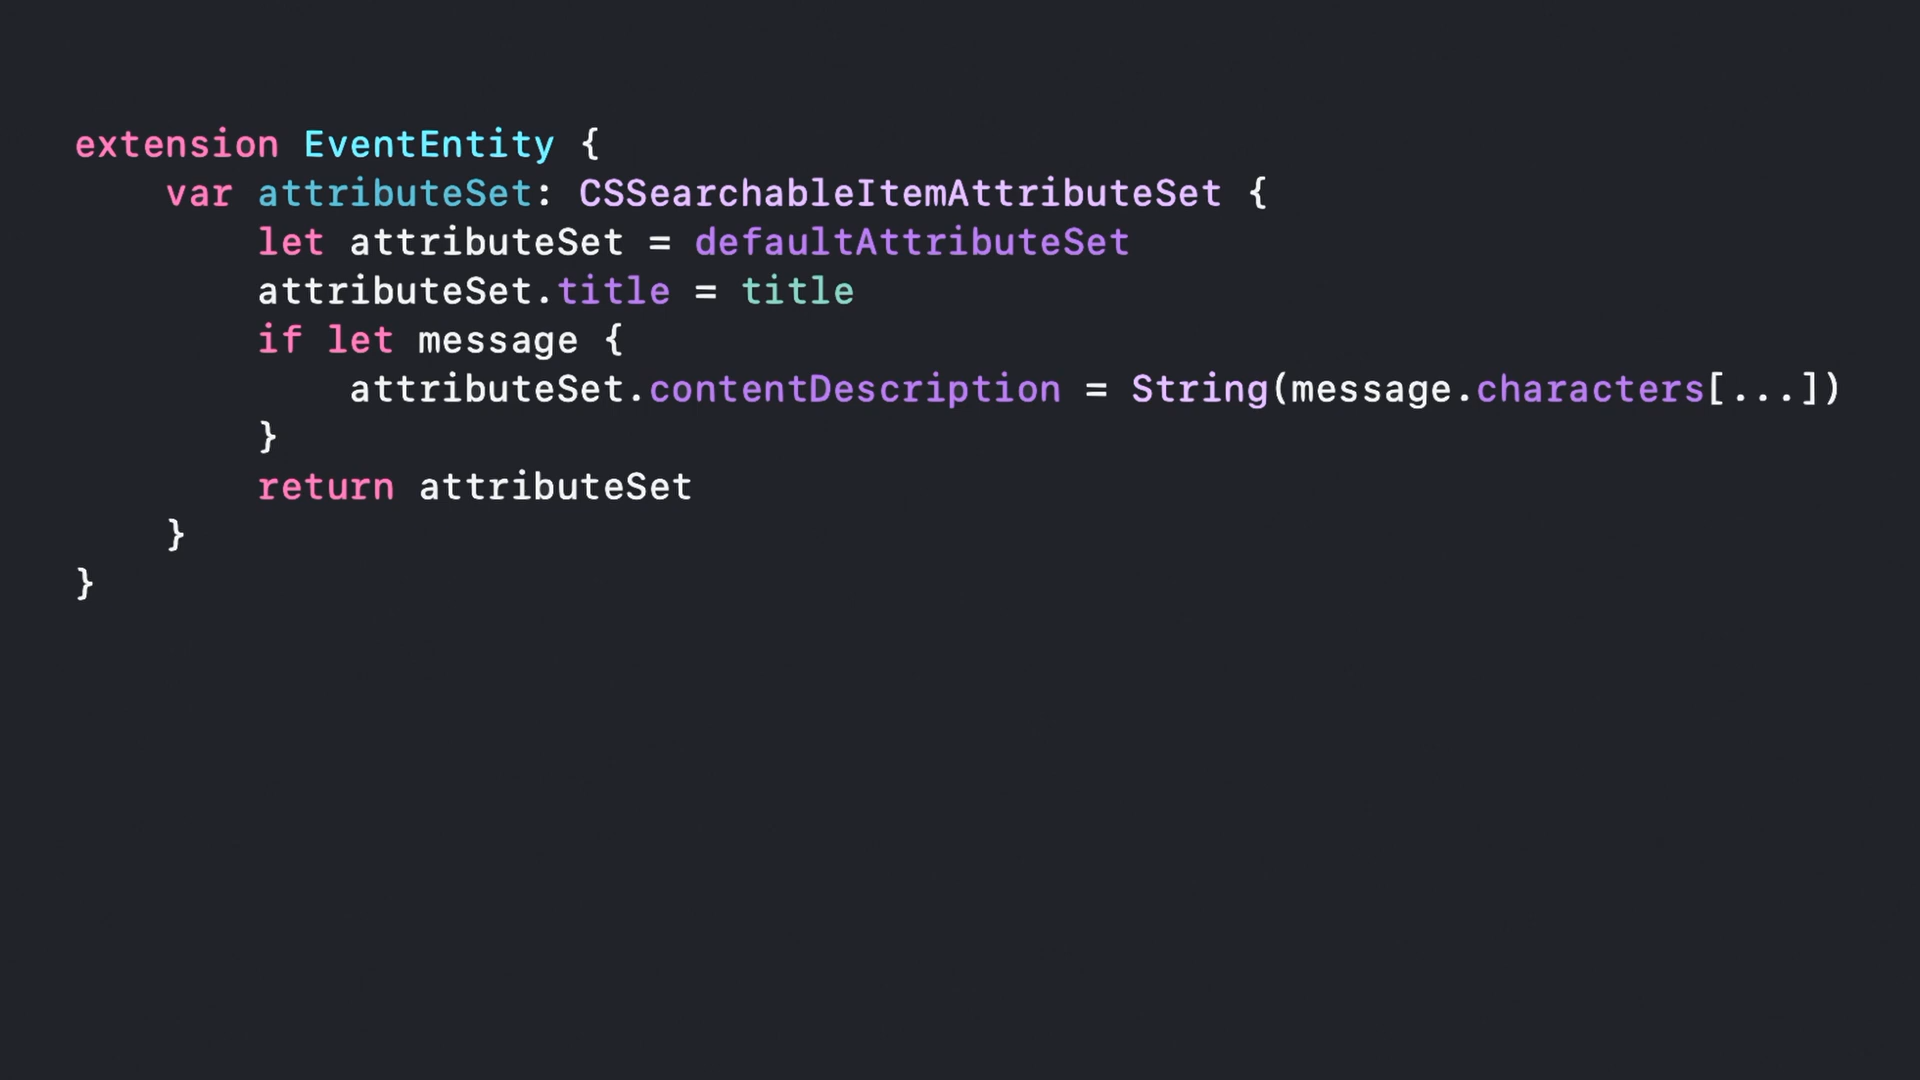 extension EventEntity {
    var attributeSet: CSSearchableItemAttributeSet {
        let attributeSet = defaultAttributeSet
        attributeSet.title = title
        if let message {
            attributeSet.contentDescription = String(message.characters[...])
        }
        return attributeSet
    }
}